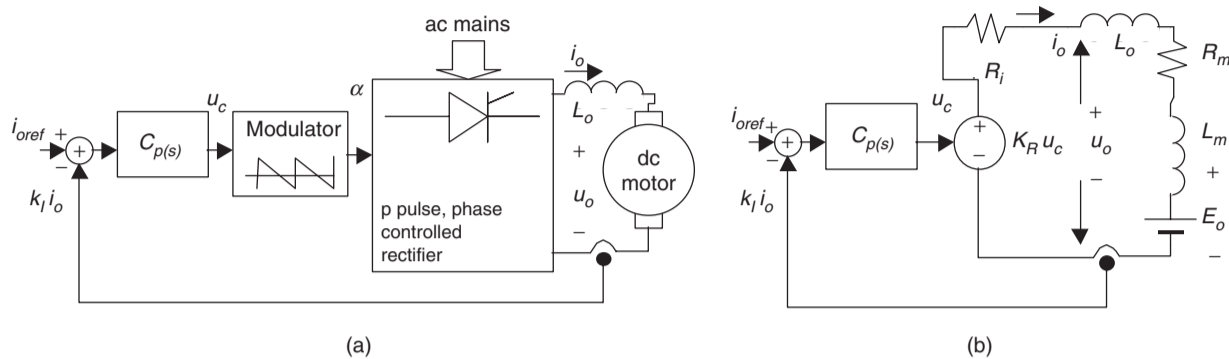 ac mains
α
i_o
L_o
u_c
Modulator
i_oref
+
+
−
C_p(s)
k_I i_o
dc
motor
+
u_o
−
p pulse, phase
controlled
rectifier
(a)
i_o
L_o
R_m
R_i
u_c
i_oref
+
+
−
C_p(s)
+
−
K_R u_c
+
u_o
−
L_m
+
E_o
−
k_I i_o
(b)